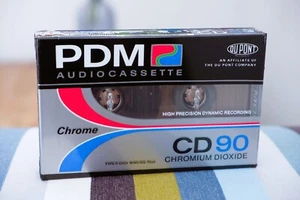 PDM
AUDIOCASSETTE
DU PONT
AN AFFILIATE OF
THE DU PONT COMPANY
HIGH PRECISION DYNAMIC RECORDING
Chrome
CD 90
CHROMIUM DIOXIDE